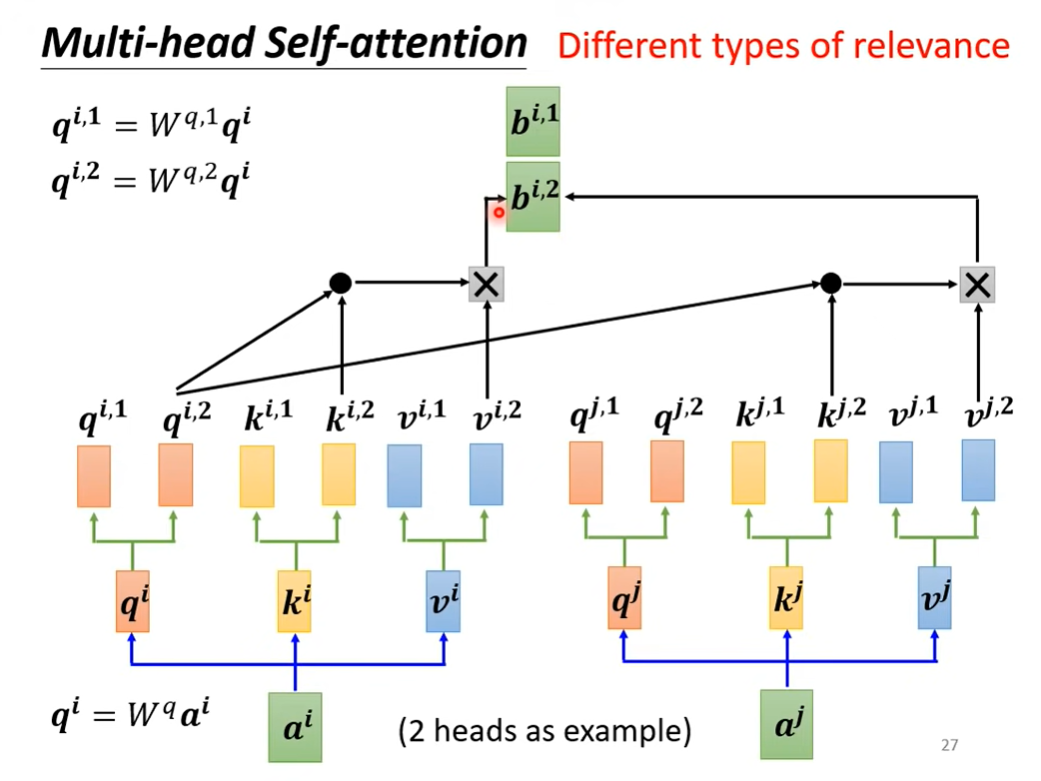 Multi-head Self-attention Different types of relevance
q^{i,1} = W^{q,1}q^i
q^{i,2} = W^{q,2}q^i
b^{i,1}
b^{i,2}
q^{i,1} q^{i,2} k^{i,1} k^{i,2} v^{i,1} v^{i,2} q^{j,1} q^{j,2} k^{j,1} k^{j,2} v^{j,1} v^{j,2}
q^i k^i v^i q^j k^j v^j
q^i = W^q a^i
a^i (2 heads as example) a^j
27